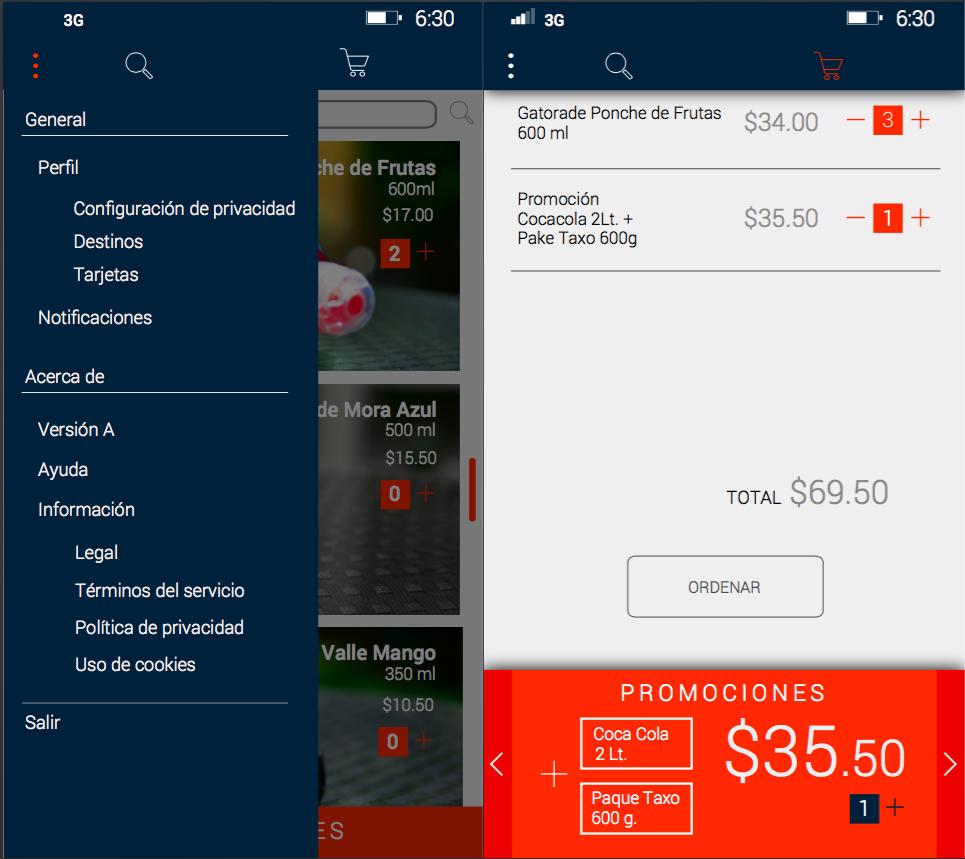 3G 6:30
General
Perfil
Configuración de privacidad
Destinos
Tarjetas
Notificaciones
Acerca de
Versión A
Ayuda
Información
Legal
Términos del servicio
Política de privacidad
Uso de cookies
Salir
de Frutas
600ml
$17.00
2 +
de Mora Azul
500 ml
$15.50
0 +
Valle Mango
350 ml
$10.50
0 +
ES
3G 6:30
Gatorade Ponche de Frutas
600 ml
$34.00 — 3 +
Promoción
Cocacola 2Lt. +
Pake Taxo 600g
$35.50 — 1 +
TOTAL $69.50
ORDENAR
PROMOCIONES
Coca Cola
2 Lt.
+
Paque Taxo
600 g.
$35.50
1 +